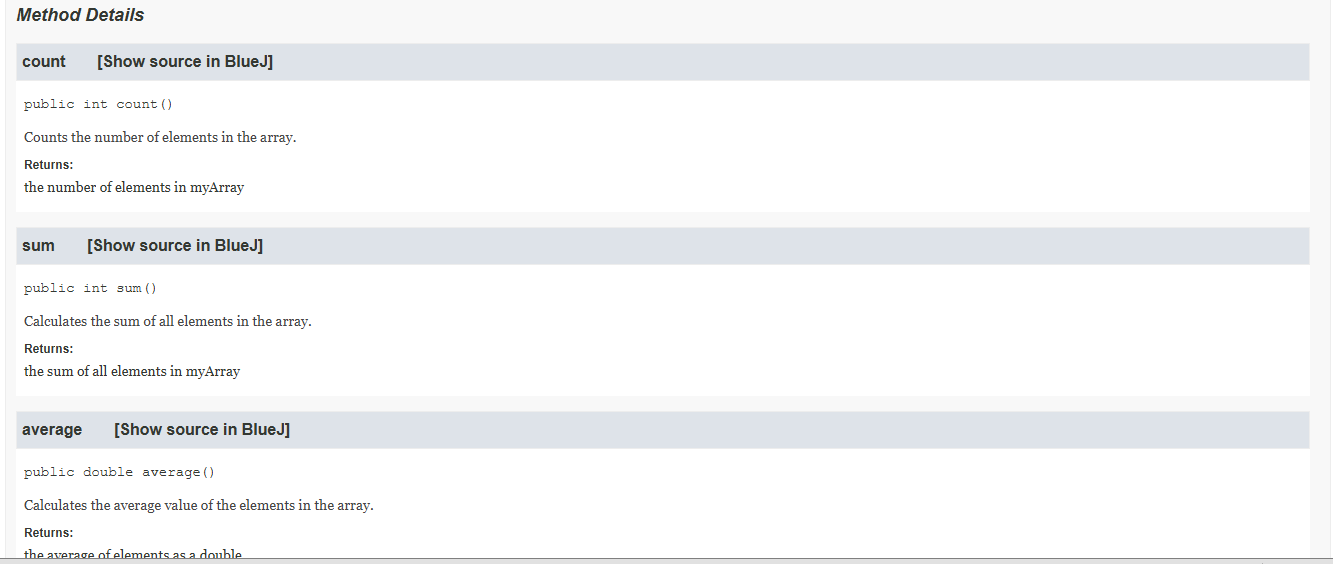 Method Details
count [Show source in BlueJ]
public int count()
Counts the number of elements in the array.
Returns:
the number of elements in myArray
sum [Show source in BlueJ]
public int sum()
Calculates the sum of all elements in the array.
Returns:
the sum of all elements in myArray
average [Show source in BlueJ]
public double average()
Calculates the average value of the elements in the array.
Returns:
the average of elements as a double